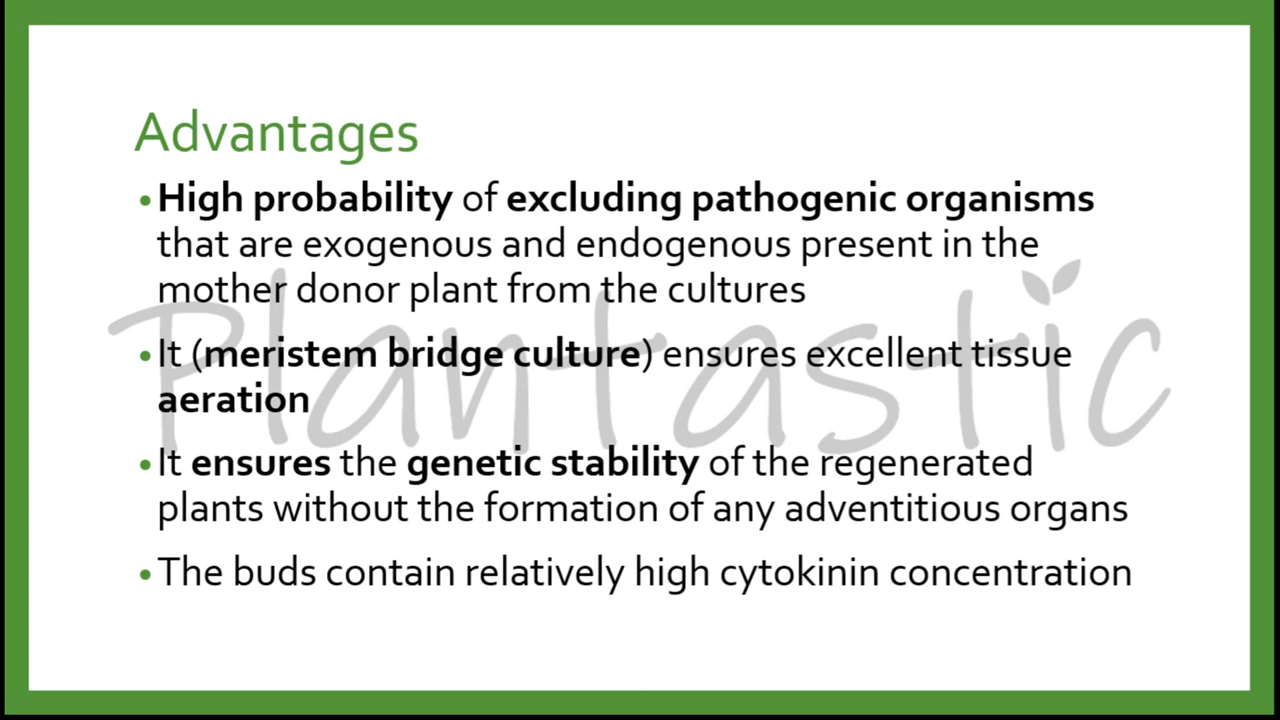 Advantages
• High probability of excluding pathogenic organisms
that are exogenous and endogenous present in the
mother donor plant from the cultures
• It (meristem bridge culture) ensures excellent tissue
aeration
• It ensures the genetic stability of the regenerated
plants without the formation of any adventitious organs
• The buds contain relatively high cytokinin concentration
Plantastic